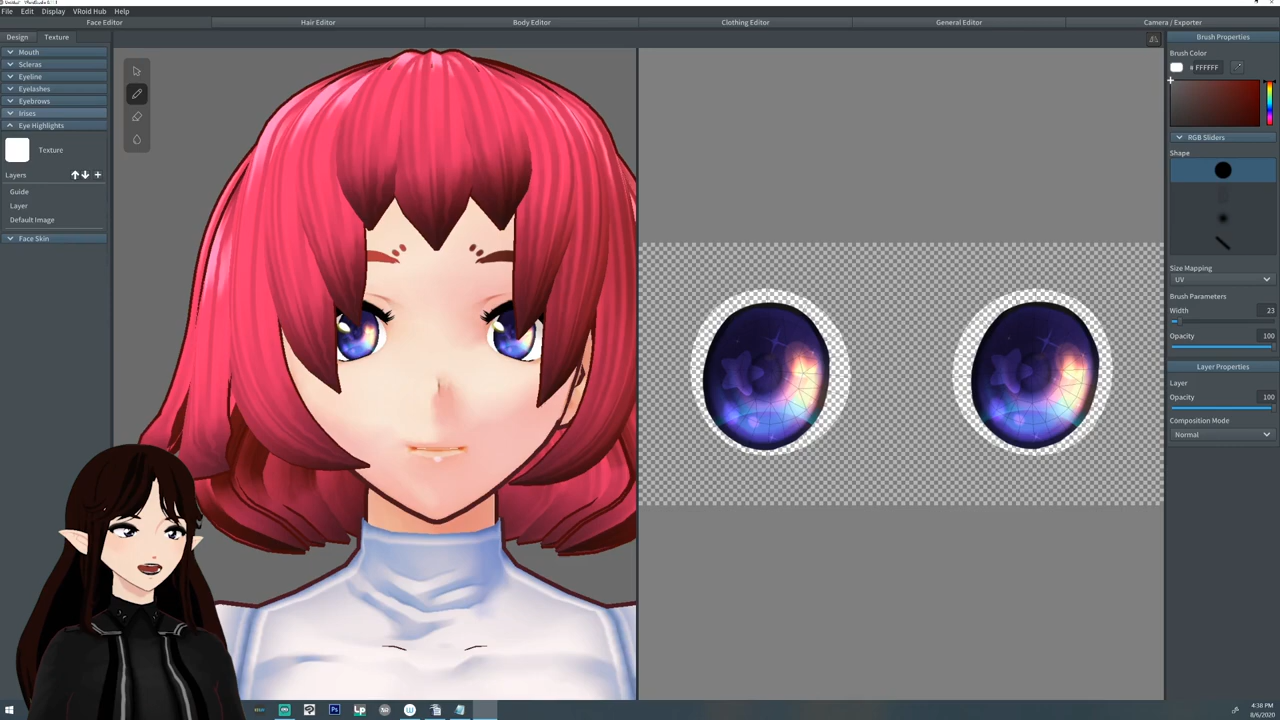 File Edit Display VRoid Hub Help
Face Editor Hair Editor Body Editor Clothing Editor General Editor Camera / Exporter
Design Texture
Mouth
Scleras
Eyeline
Eyelashes
Eyebrows
Irises
Eye Highlights
Texture
Layers
Guide
Layer
Default Image
Face Skin
Brush Properties
Brush Color
# FFFFFF
RGB Sliders
Shape
Size Mapping
UV
Brush Parameters
Width 23
Opacity 100
Layer Properties
Layer
Opacity 100
Composition Mode
Normal
Ps
4:38 PM
8/6/2020